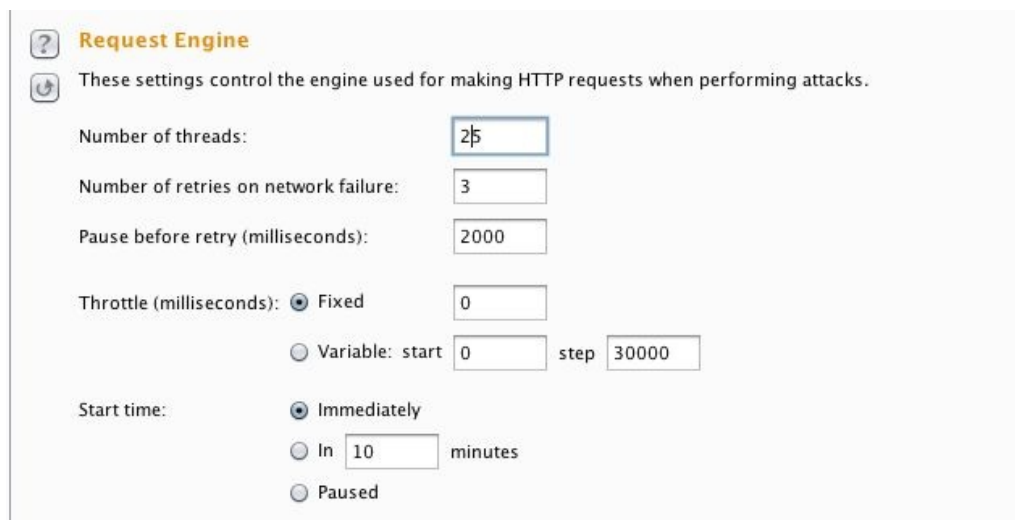 ?
Request Engine
These settings control the engine used for making HTTP requests when performing attacks.
Number of threads: 25
Number of retries on network failure: 3
Pause before retry (milliseconds): 2000
Throttle (milliseconds): Fixed 0
Variable: start 0 step 30000
Start time: Immediately
In 10 minutes
Paused